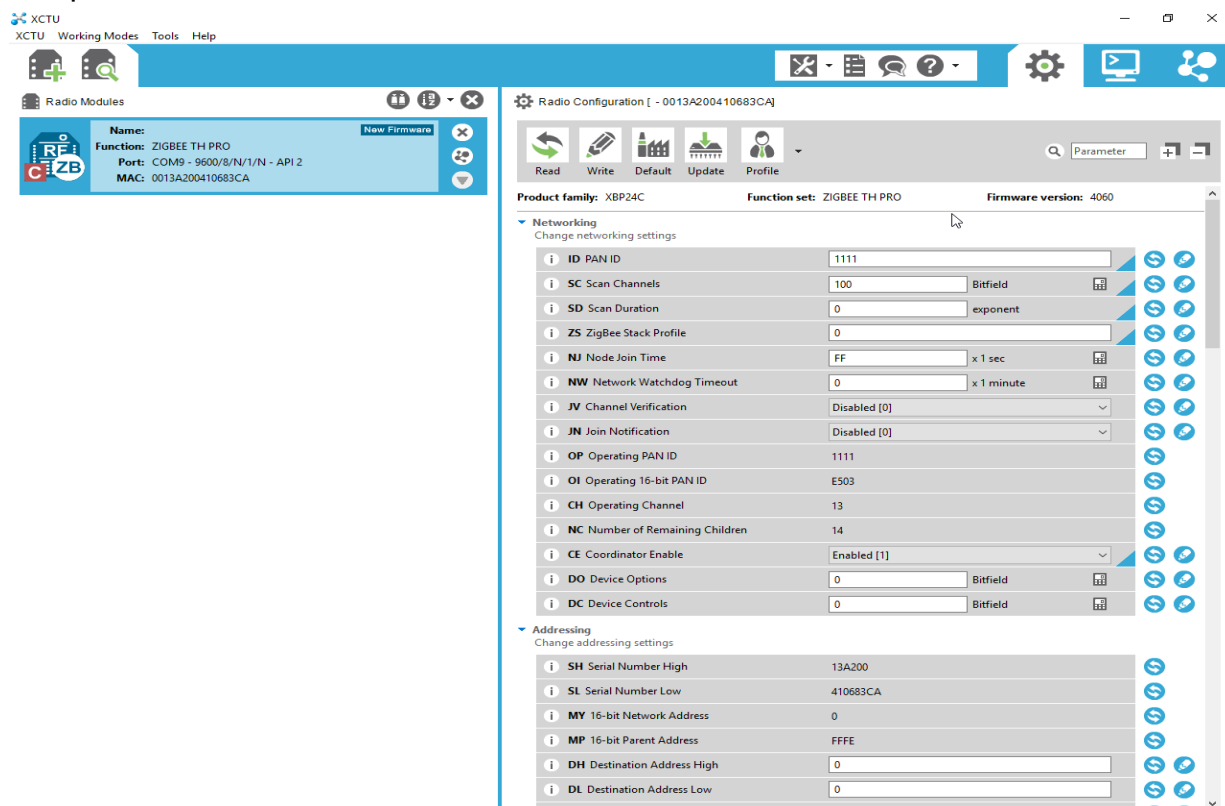 XCTU
XCTU Working Modes Tools Help
Radio Modules
Name:
New Firmware
Function: ZIGBEE TH PRO
Port: COM9 - 9600/8/N/1/N - API 2
MAC: 0013A200410683CA
RE
C ZB
Radio Configuration [ - 0013A200410683CA]
Read Write Default Update Profile
Parameter
Product family: XBP24C Function set: ZIGBEE TH PRO Firmware version: 4060
Networking
Change networking settings
i ID PAN ID 1111
i SC Scan Channels 100 Bitfield
i SD Scan Duration 0 exponent
i ZS ZigBee Stack Profile 0
i NJ Node Join Time FF x 1 sec
i NW Network Watchdog Timeout 0 x 1 minute
i JV Channel Verification Disabled [0]
i JN Join Notification Disabled [0]
i OP Operating PAN ID 1111
i OI Operating 16-bit PAN ID E503
i CH Operating Channel 13
i NC Number of Remaining Children 14
i CE Coordinator Enable Enabled [1]
i DO Device Options 0 Bitfield
i DC Device Controls 0 Bitfield
Addressing
Change addressing settings
i SH Serial Number High 13A200
i SL Serial Number Low 410683CA
i MY 16-bit Network Address 0
i MP 16-bit Parent Address FFFE
i DH Destination Address High 0
i DL Destination Address Low 0